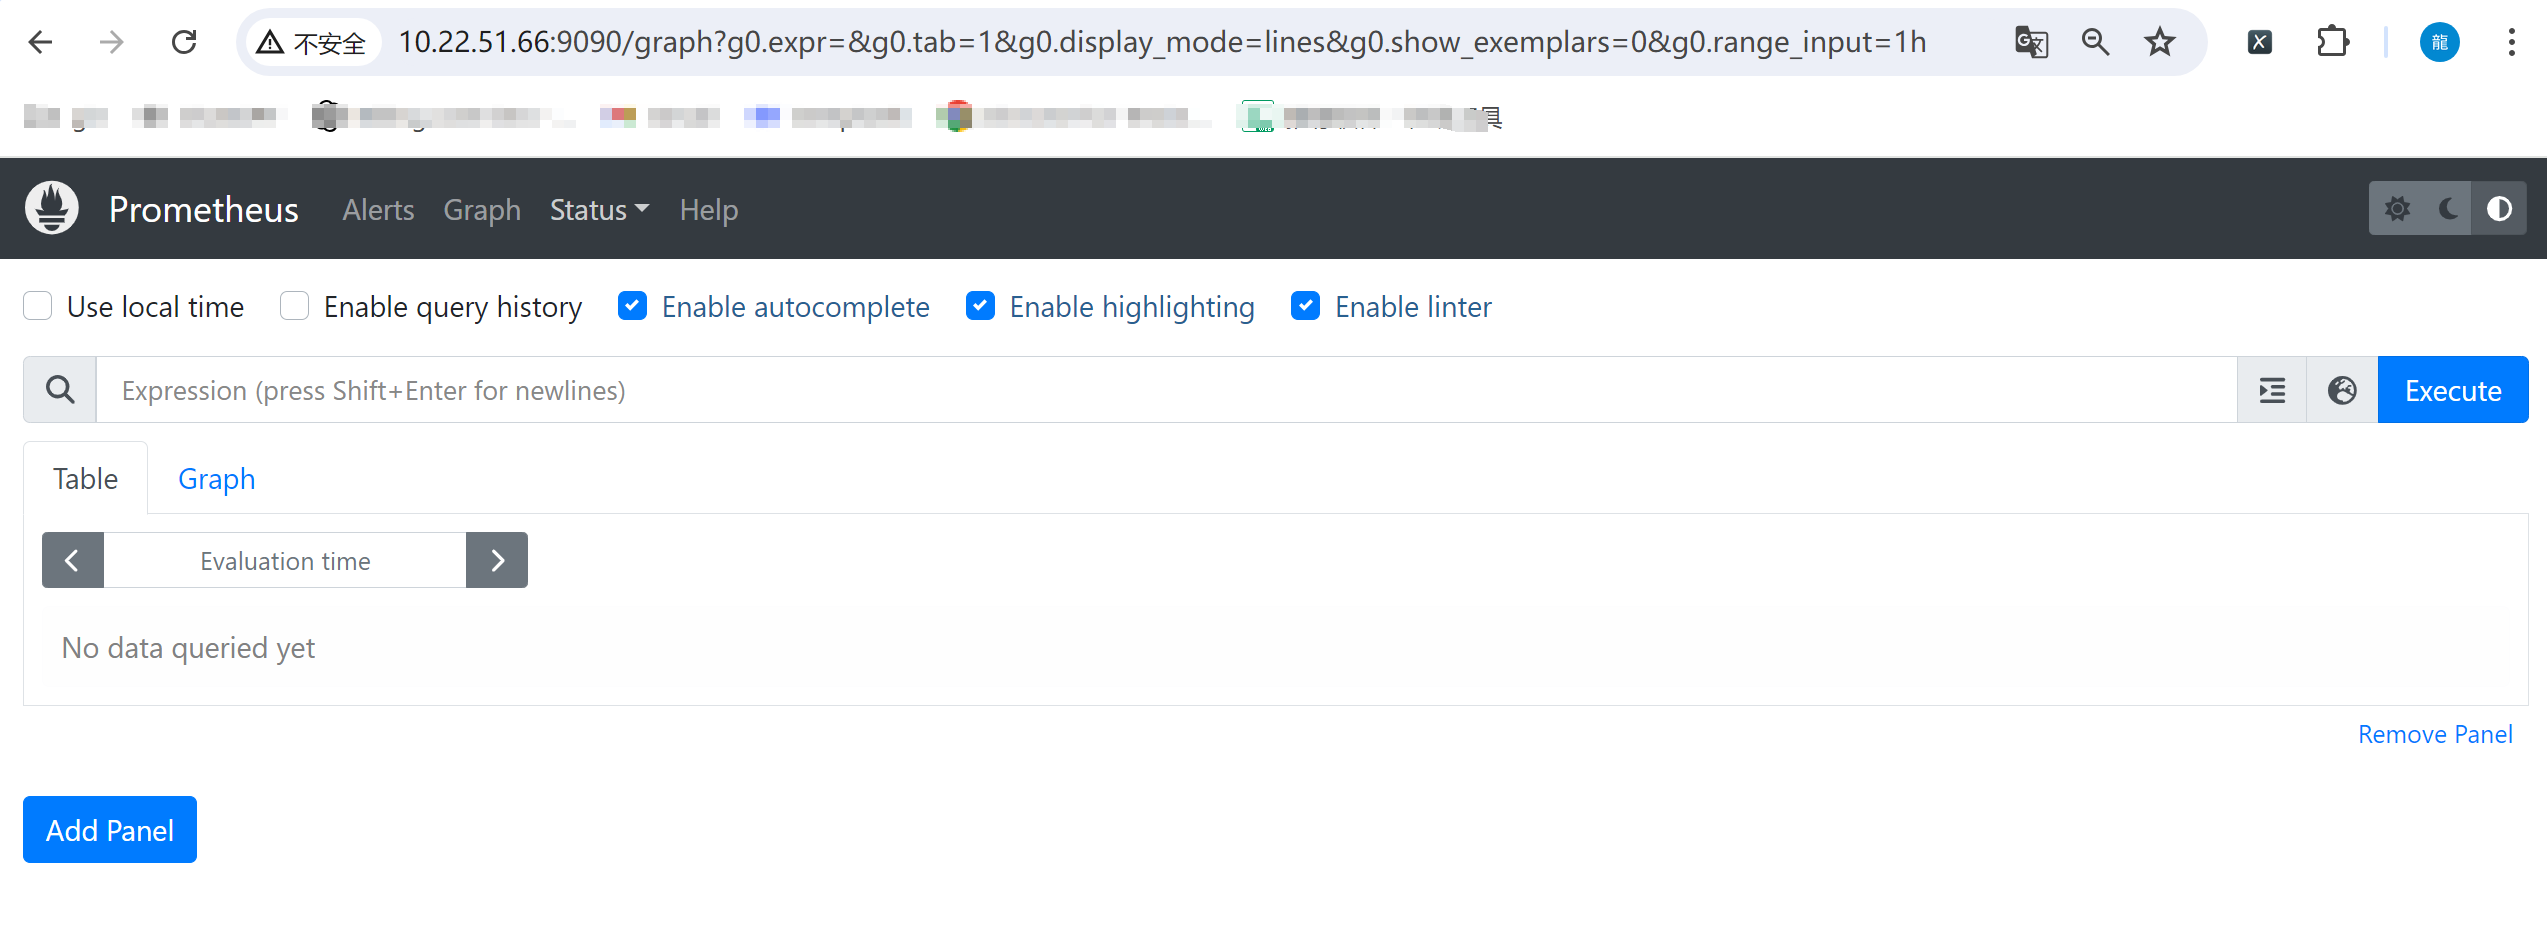 不安全 10.22.51.66:9090/graph?g0.expr=&g0.tab=1&g0.display_mode=lines&g0.show_exemplars=0&g0.range_input=1h 龍
具
Prometheus Alerts Graph Status Help
Use local time Enable query history Enable autocomplete Enable highlighting Enable linter
Expression (press Shift+Enter for newlines) Execute
Table Graph
Evaluation time
No data queried yet
Remove Panel
Add Panel